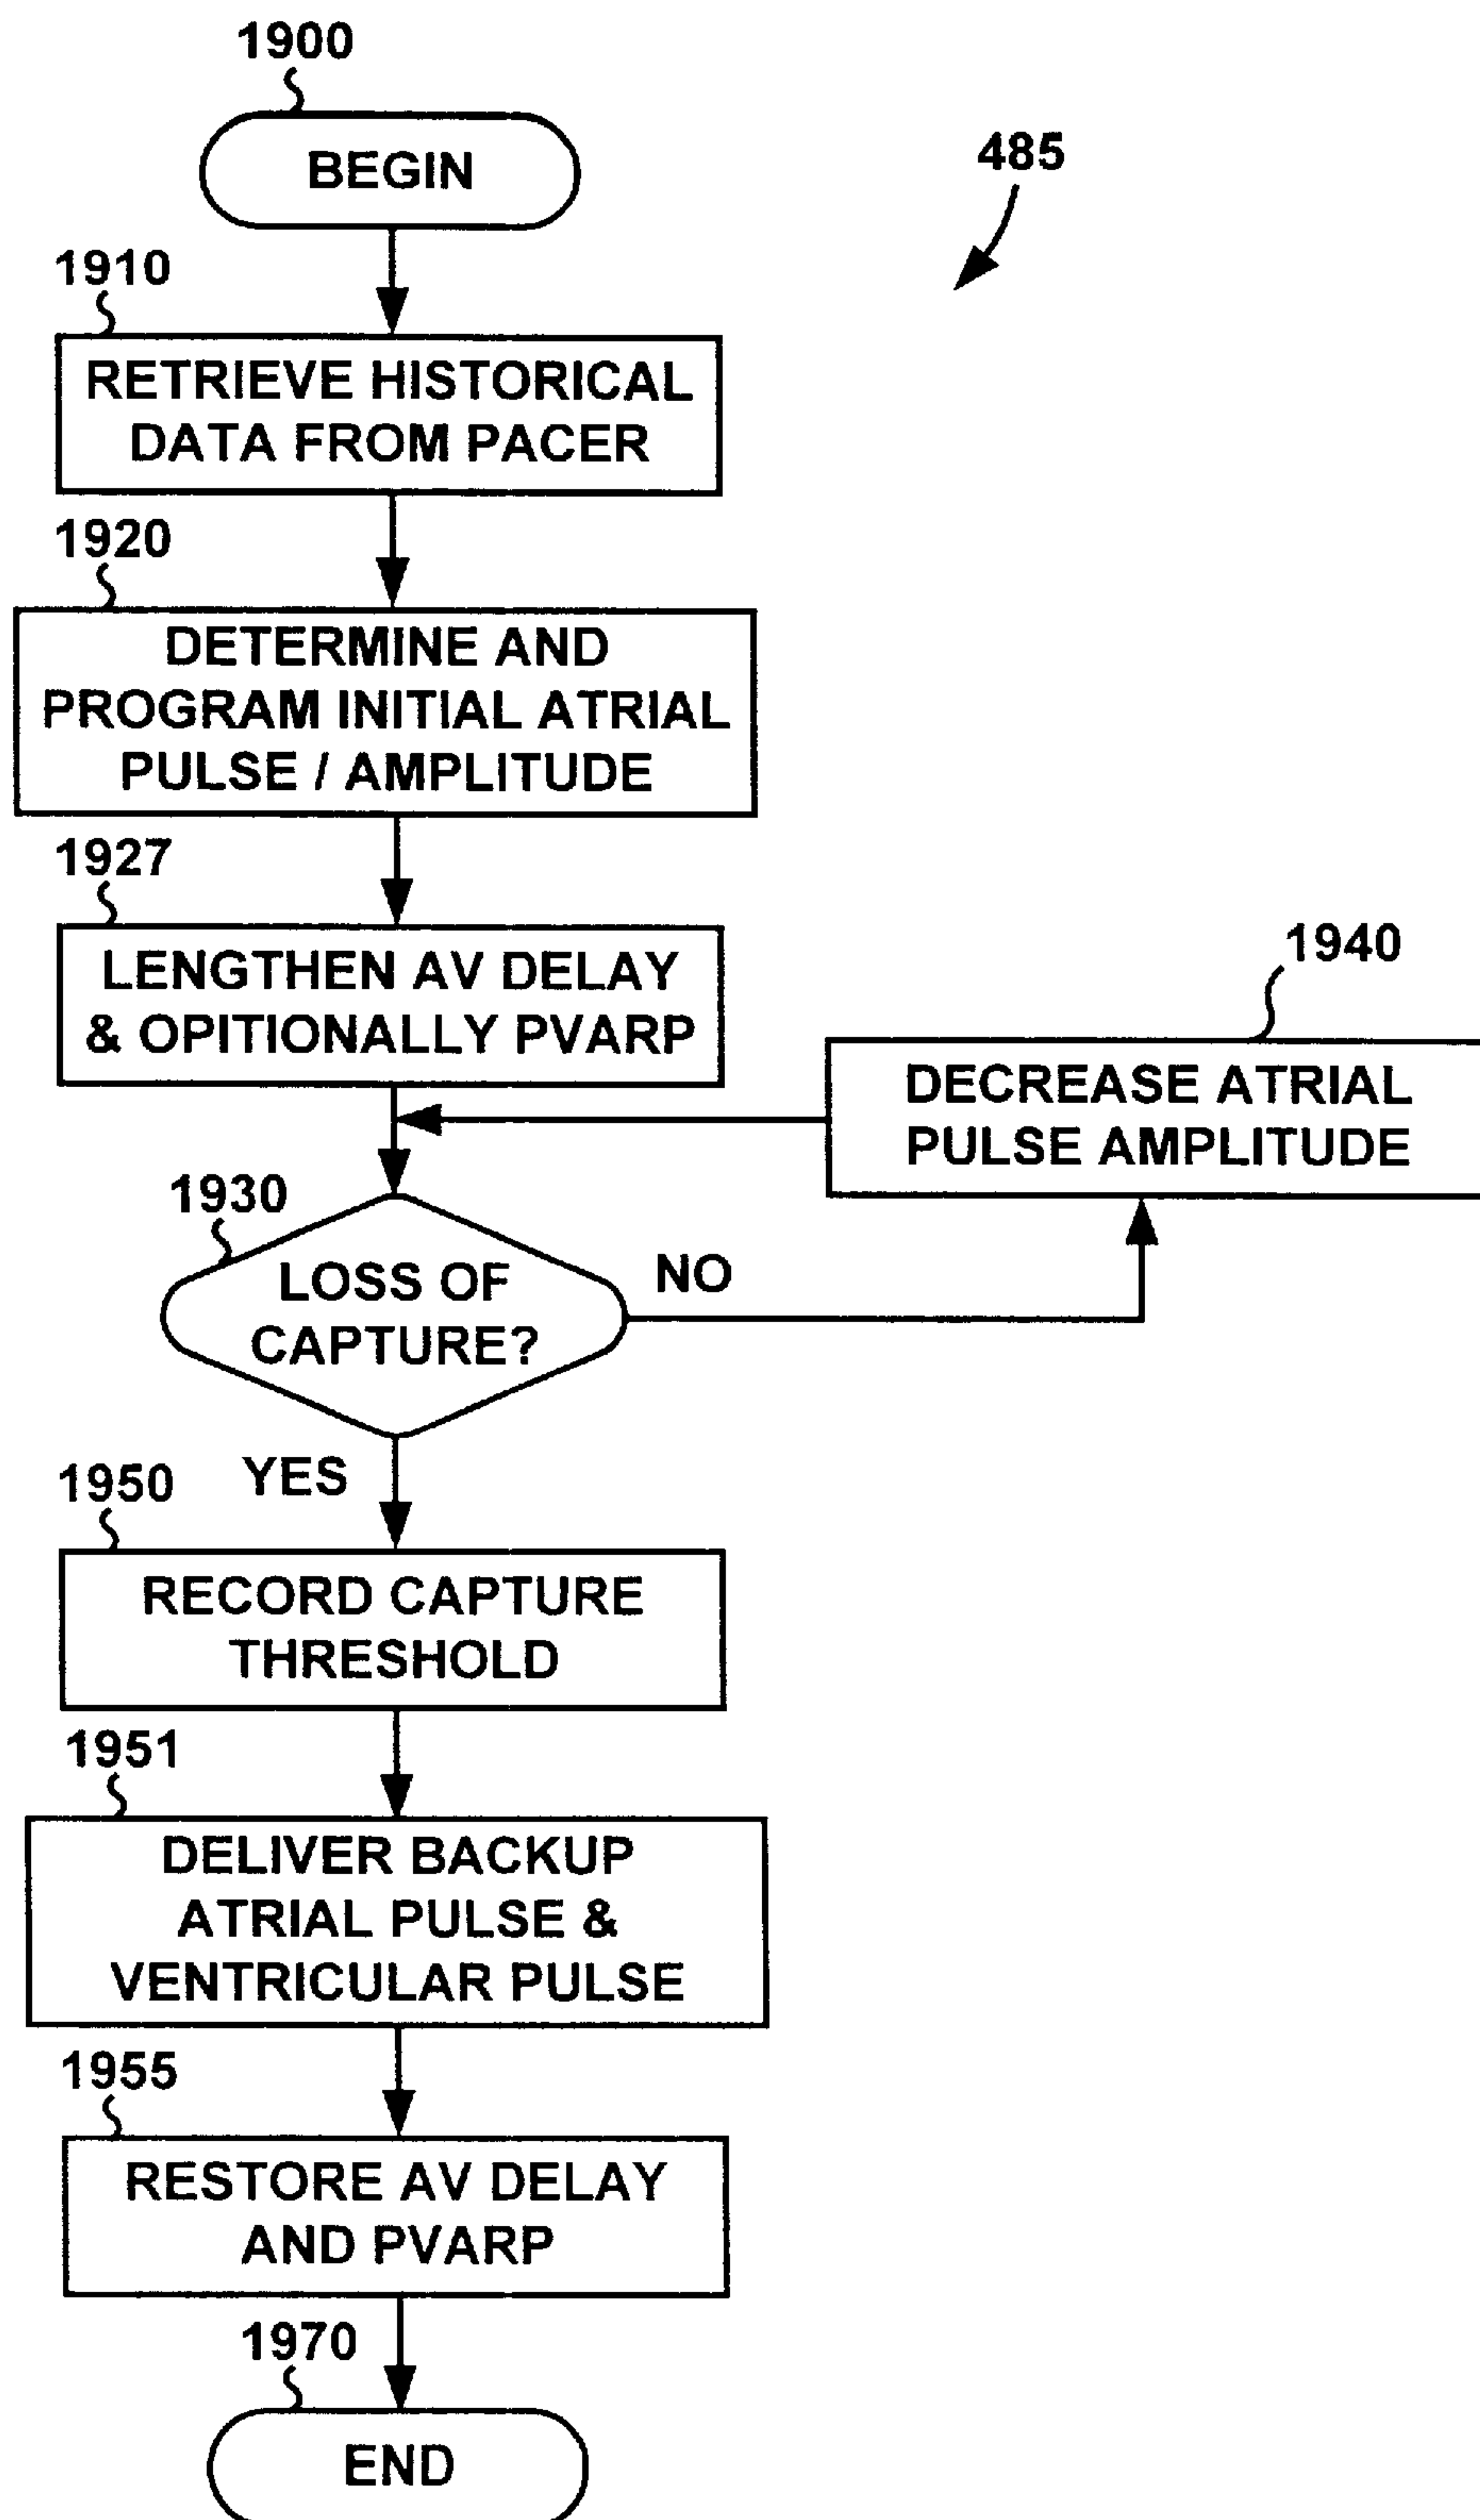 1900
BEGIN
485
1910
RETRIEVE HISTORICAL
DATA FROM PACER
1920
DETERMINE AND
PROGRAM INITIAL ATRIAL
PULSE / AMPLITUDE
1927
LENGTHEN AV DELAY
& OPITIONALLY PVARP
1940
DECREASE ATRIAL
PULSE AMPLITUDE
1930
LOSS OF
CAPTURE?
NO
YES
1950
RECORD CAPTURE
THRESHOLD
1951
DELIVER BACKUP
ATRIAL PULSE &
VENTRICULAR PULSE
1955
RESTORE AV DELAY
AND PVARP
1970
END